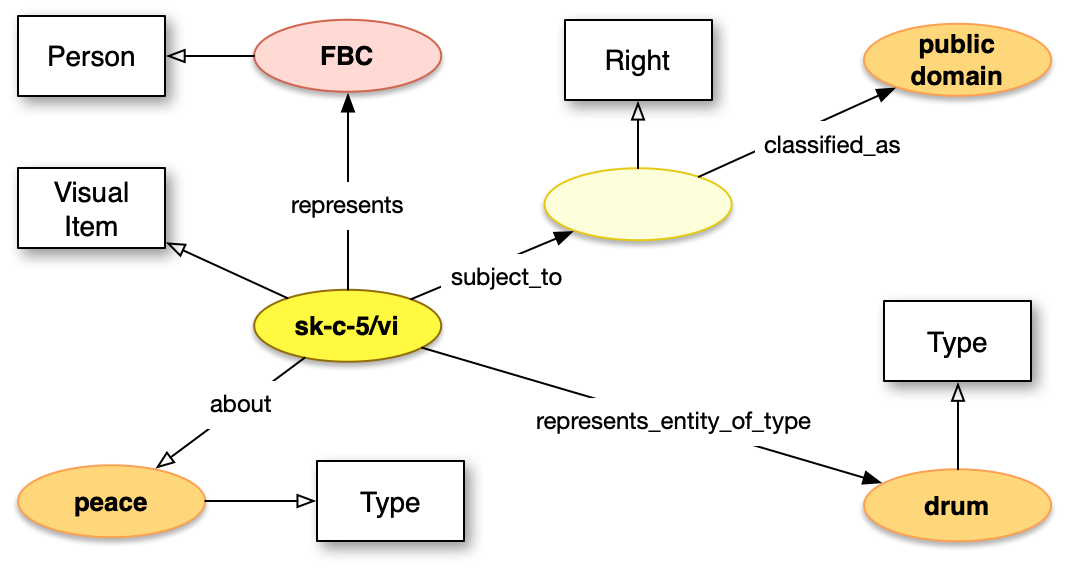 Person
FBC
Right
public
domain
classified_as
Visual
Item
represents
subject_to
sk-c-5/vi
Type
about
represents_entity_of_type
peace
Type
drum